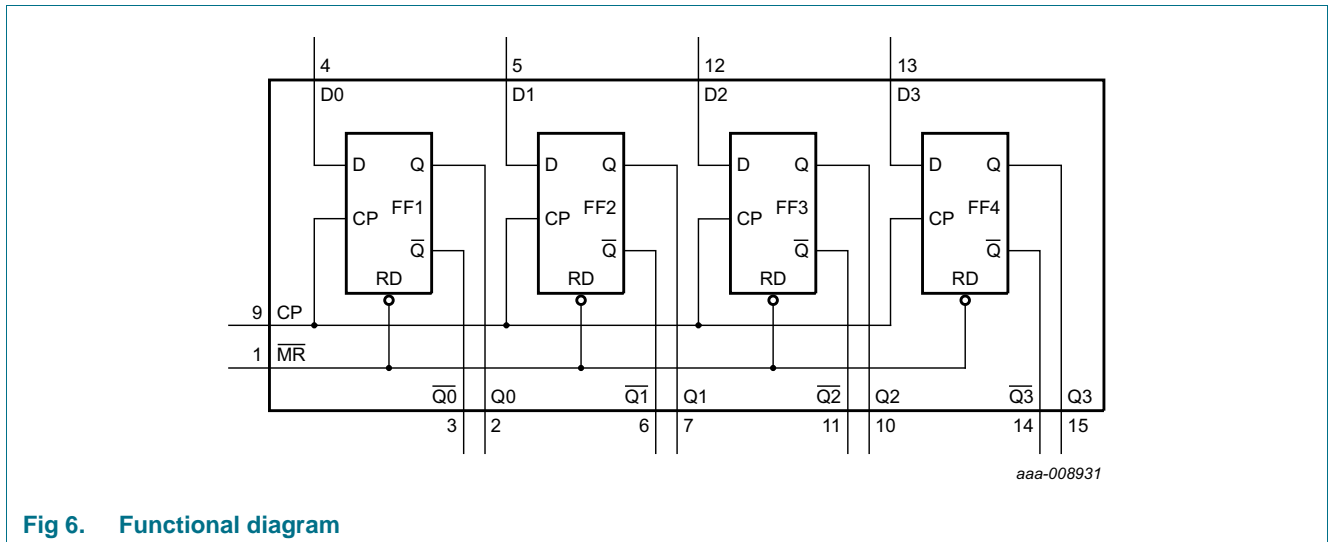 4 5 12 13
D0 D1 D2 D3
D Q D Q D Q D Q
CP FF1 CP FF2 CP FF3 CP FF4
Q̅ Q̅ Q̅ Q̅
RD RD RD RD
9 CP
1 M̅R̅
Q̅0̅ Q0 Q̅1̅ Q1 Q̅2̅ Q2 Q̅3̅ Q3
3 2 6 7 11 10 14 15
aaa-008931
Fig 6. Functional diagram